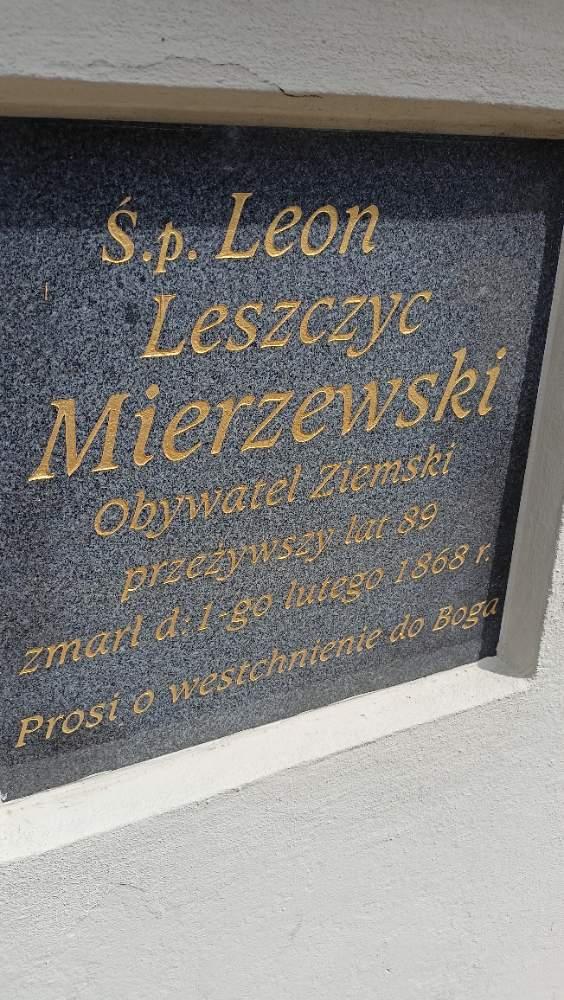 Ś.p. Leon
Leszczyc
Mierzewski
Obywatel Ziemski
przeżywszy lat 89
zmarł d:1-go lutego 1868 r.
Prosi o westchnienie do Boga